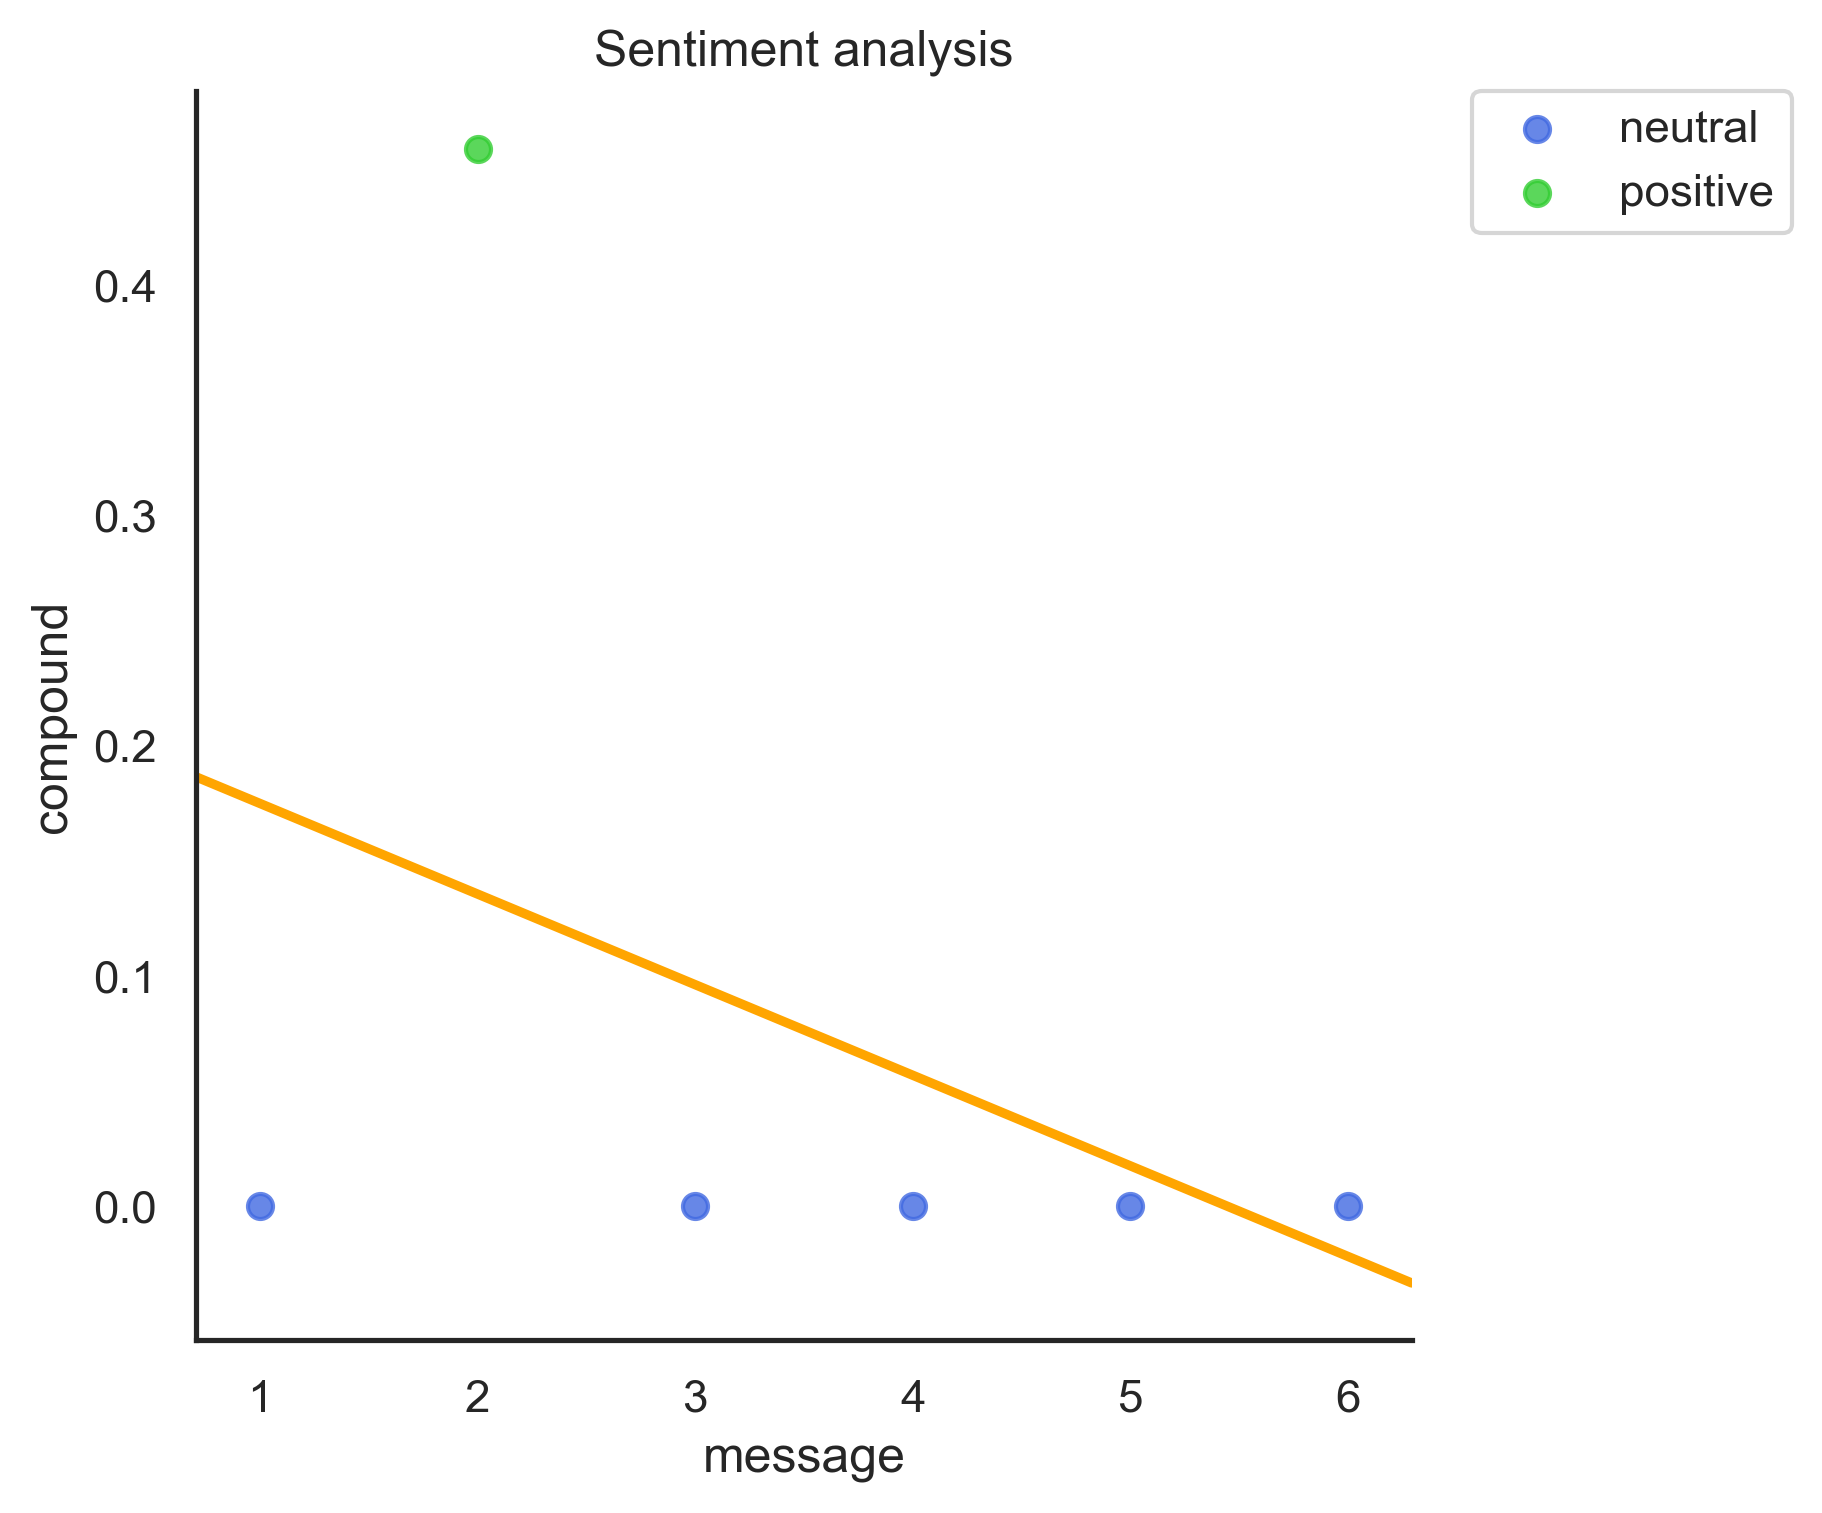 Sentiment analysis
neutral
positive
0.4
0.3
0.2
0.1
0.0
compound
1 2 3 4 5 6
message